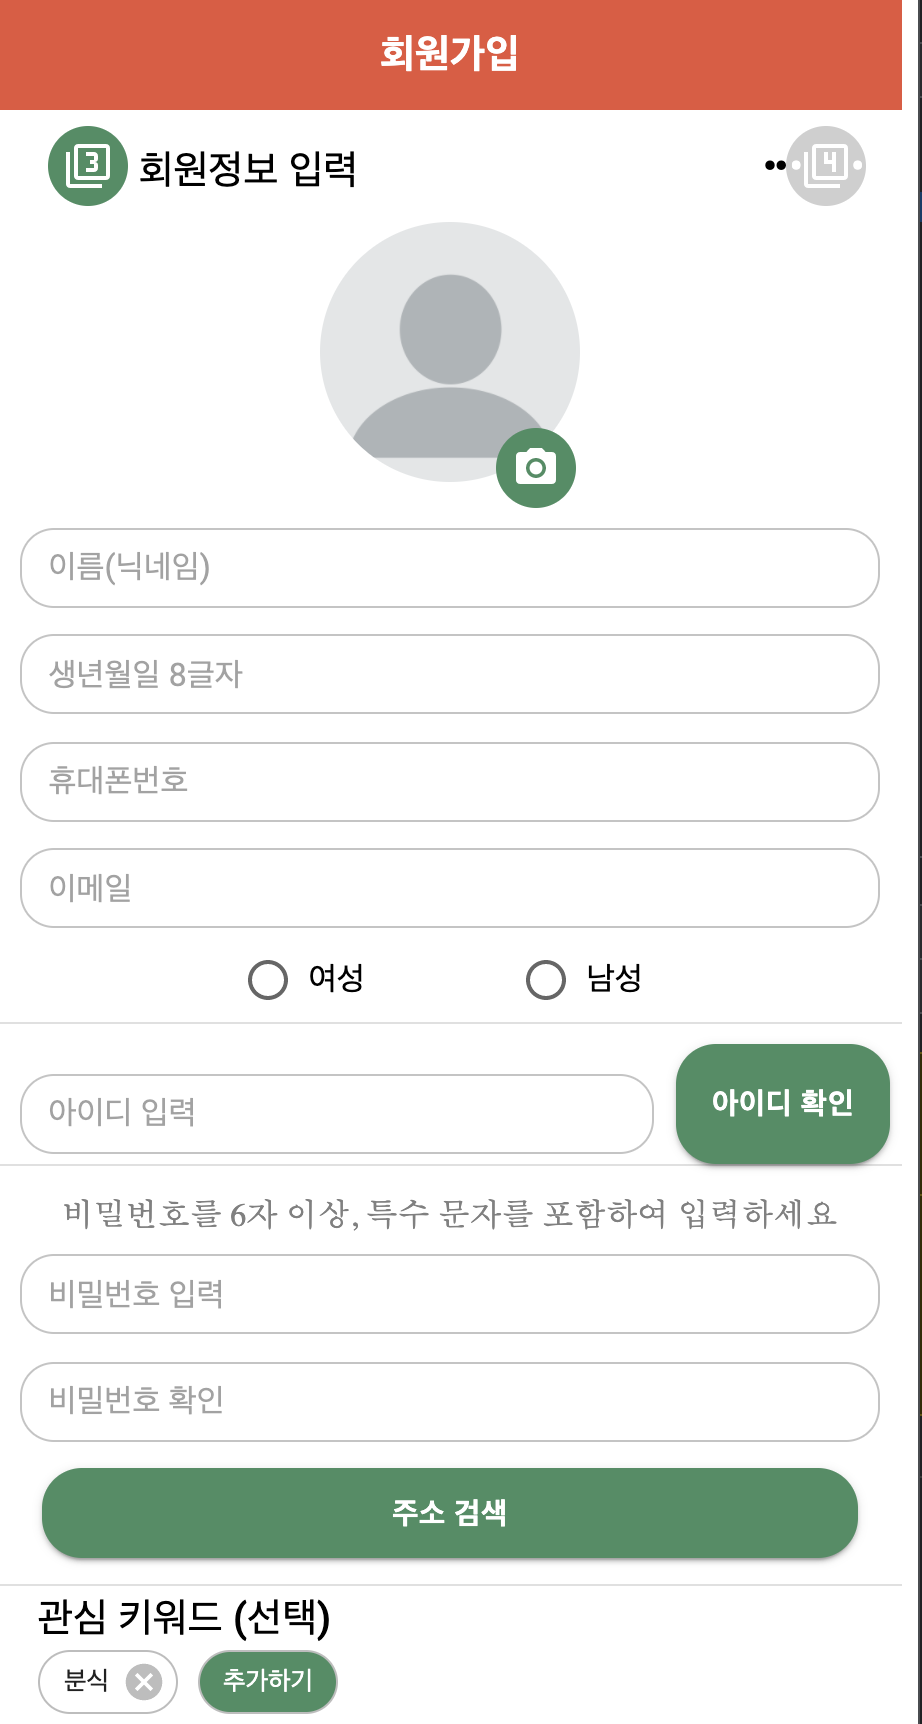 회원가입
3 회원정보 입력 4
이름(닉네임)
생년월일 8글자
휴대폰번호
이메일
여성 남성
아이디 입력 아이디 확인
비밀번호를 6자 이상, 특수 문자를 포함하여 입력하세요
비밀번호 입력
비밀번호 확인
주소 검색
관심 키워드 (선택)
분식 추가하기